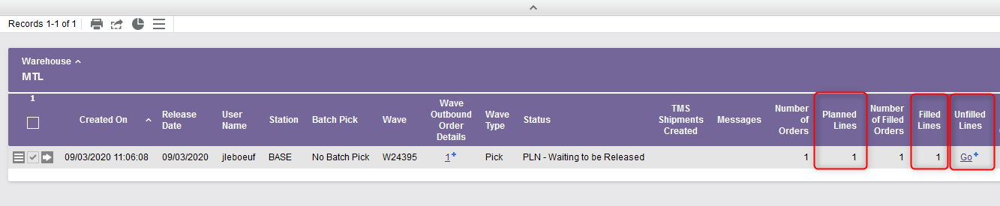 Records 1-1 of 1
Warehouse
MTL
1
Created On
Release
Date
User
Name
Station
Batch Pick
Wave
Wave
Outbound
Order
Details
Wave
Type
Status
TMS
Shipments
Created
Messages
Number
of
Orders
Planned
Lines
Number
of Filled
Orders
Filled
Lines
Unfilled
Lines
09/03/2020 11:06:08 09/03/2020 jleboeuf BASE No Batch Pick W24395 1+ Pick PLN - Waiting to be Released 1 1 1 1 Go+